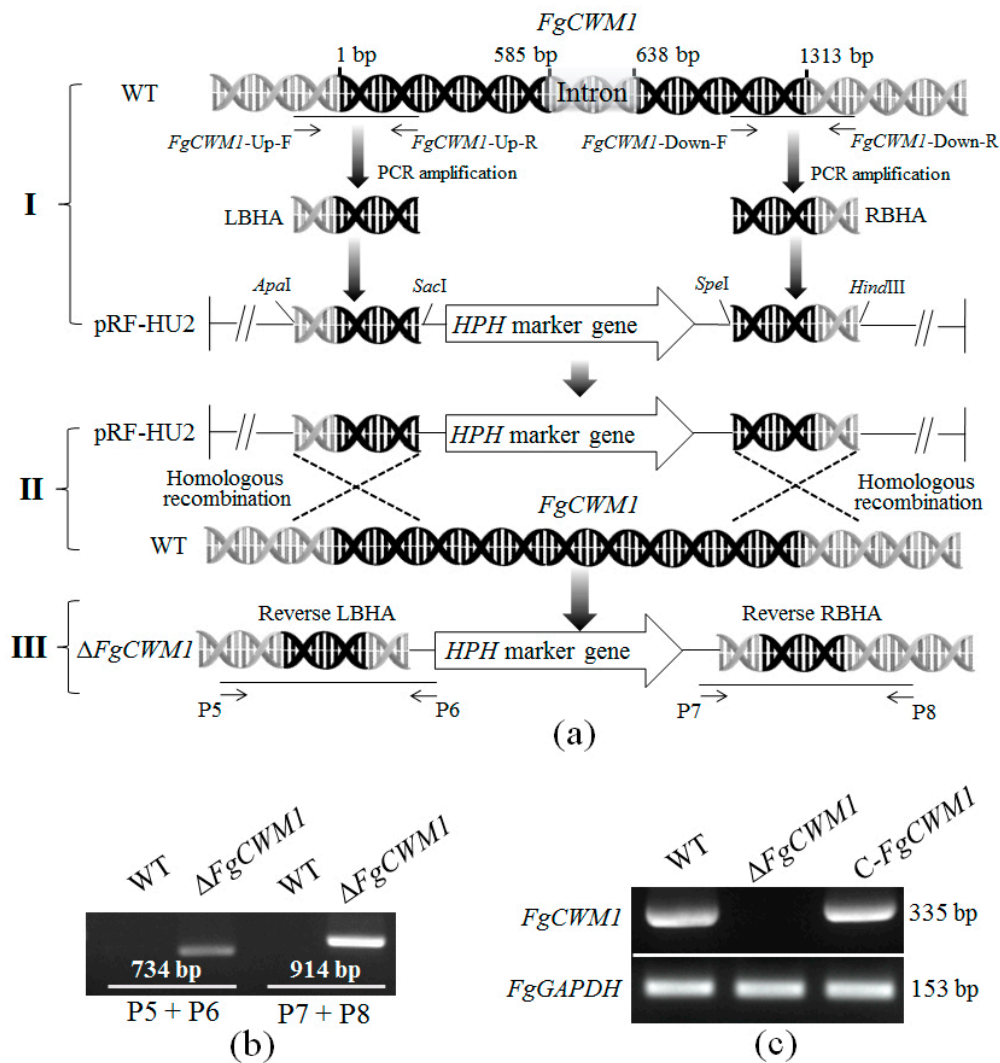 FgCWM1
1 bp 585 bp 638 bp 1313 bp
WT Intron
FgCWM1-Up-F FgCWM1-Up-R FgCWM1-Down-F FgCWM1-Down-R
PCR amplification PCR amplification
I
LBHA RBHA
ApaI SacI SpeI HindIII
pRF-HU2 // HPH marker gene //
pRF-HU2 // HPH marker gene //
Homologous recombination Homologous recombination
II
FgCWM1
WT
Reverse LBHA Reverse RBHA
III ΔFgCWM1 HPH marker gene
P5 P6 P7 P8
(a)
WT ΔFgCWM1 WT ΔFgCWM1
734 bp 914 bp
P5 + P6 P7 + P8
(b)
WT ΔFgCWM1 C-FgCWM1
FgCWM1 335 bp
FgGAPDH 153 bp
(c)